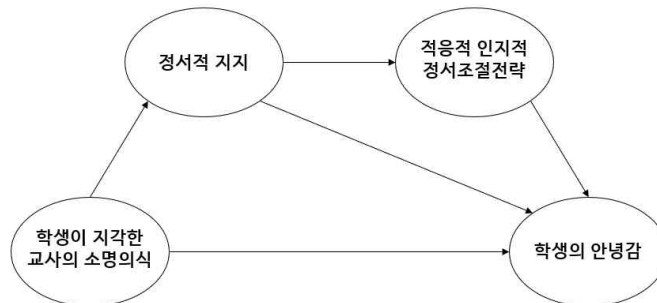 정서적 지지
적응적 인지적
정서조절전략
학생이 지각한
교사의 소명의식
학생의 안녕감